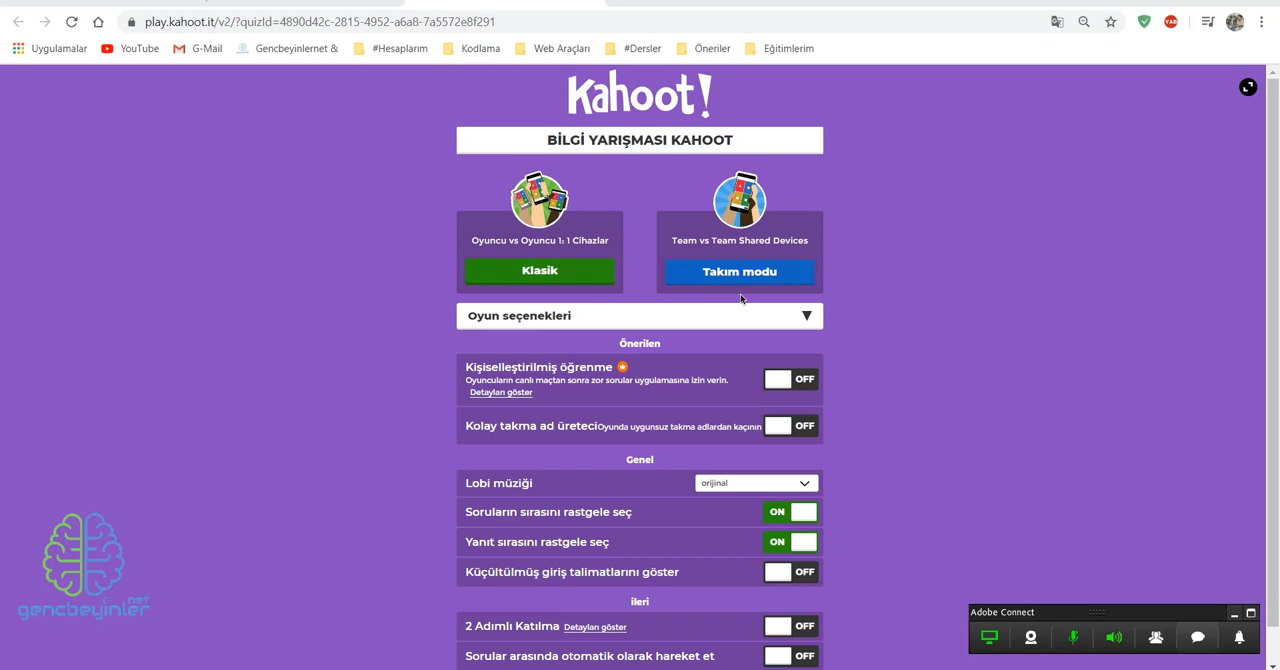 play.kahoot.it/v2/?quizId=4890d42c-2815-4952-a6a8-7a5572e8f291
Uygulamalar YouTube G-Mail Gencbeyinlernet & #Hesaplarım Kodlama Web Araçları #Dersler Öneriler Eğitimlerim
Kahoot!
BİLGİ YARIŞMASI KAHOOT
Oyuncu vs Oyuncu 1: 1 Cihazlar
Klasik
Team vs Team Shared Devices
Takım modu
Oyun seçenekleri
Önerilen
Kişiselleştirilmiş öğrenme
OFF
Oyuncuların canlı maçtan sonra zor sorular uygulamasına izin verin.
Detayları göster
Kolay takma ad üreteciOyunda uygunsuz takma adlardan kaçının OFF
Genel
Lobi müziği orijinal
Soruların sırasını rastgele seç ON
Yanıt sırasını rastgele seç ON
Küçültülmüş giriş talimatlarını göster OFF
ileri
2 Adımlı Katılma Detayları göster OFF
Sorular arasında otomatik olarak hareket et OFF
gencbeyinler.net
Adobe Connect